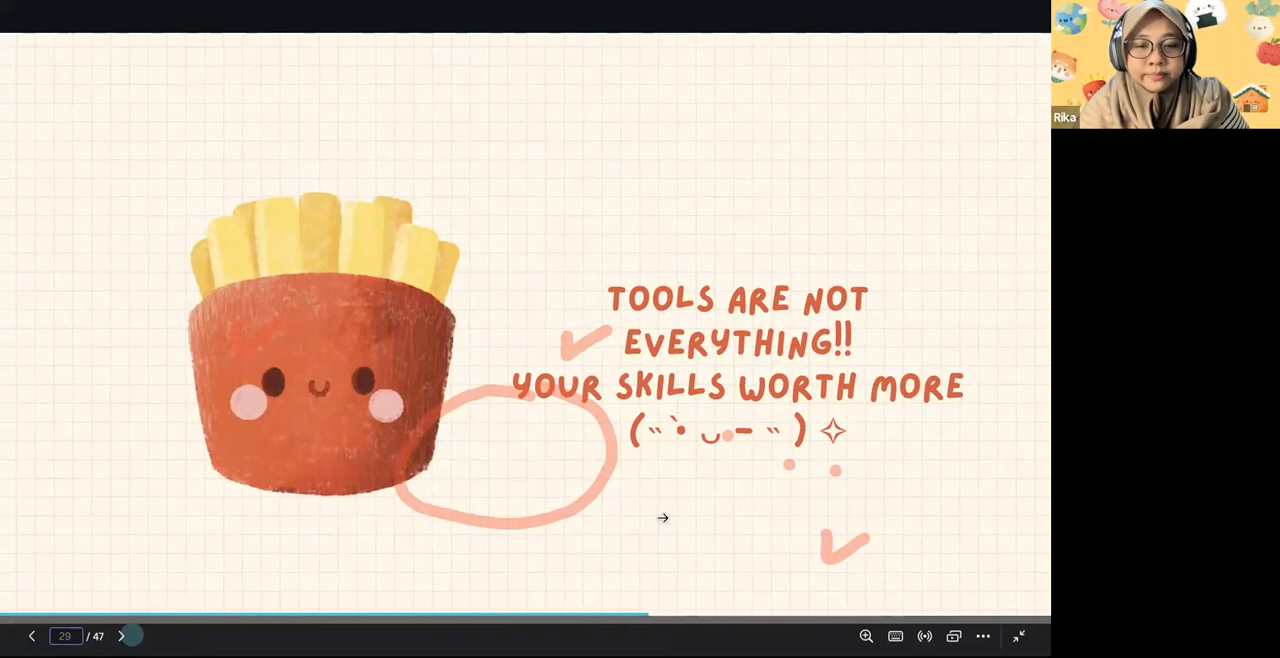 TOOLS ARE NOT
EVERYTHING!!
YOUR SKILLS WORTH MORE
(˶ˋ• ᴗ - ˶) ✧
Rika
29 / 47